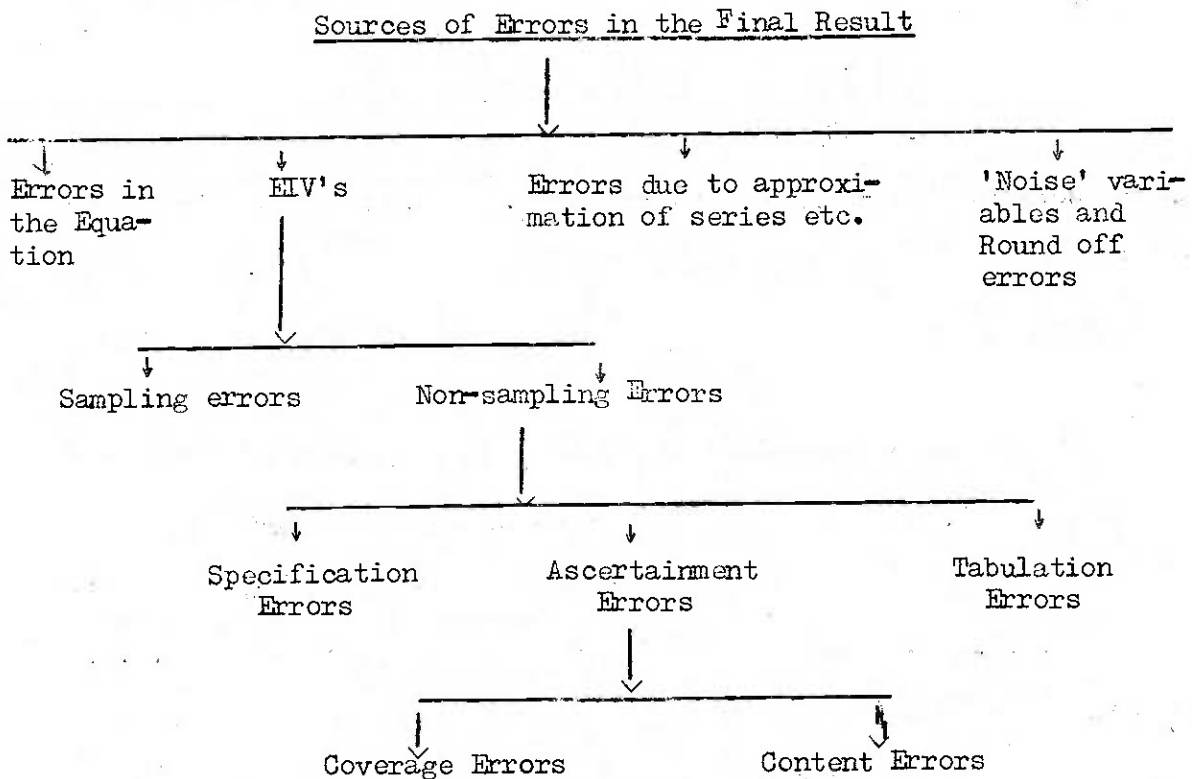 Sources of Errors in the Final Result
Errors in
the Equa-
tion
EIV's
Errors due to approxi-
mation of series etc.
'Noise' vari-
ables and
Round off
errors
Sampling errors
Non-sampling Errors
Specification
Errors
Ascertainment
Errors
Tabulation
Errors
Coverage Errors
Content Errors